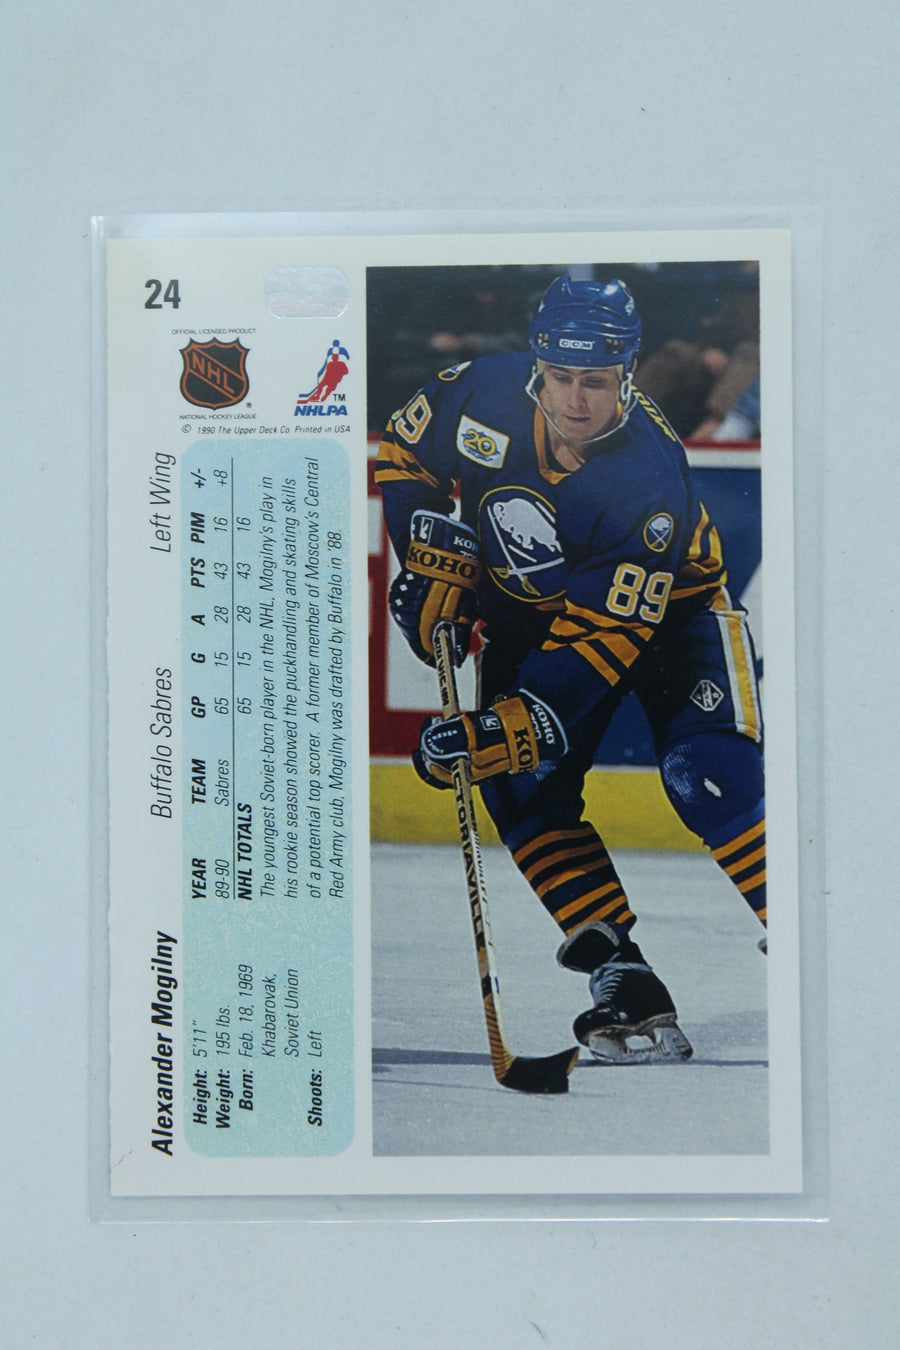 24
OFFICIAL LICENSED PRODUCT
NHL
®
NATIONAL HOCKEY LEAGUE
TM
NHLPA
© 1990 The Upper Deck Co. Printed in USA
Alexander Mogilny Buffalo Sabres Left Wing
Height: 5'11"
Weight: 195 lbs.
Born: Feb. 18, 1969
Khabarovak,
Soviet Union
Shoots: Left
YEAR TEAM GP G A PTS PIM +/-
89-90 Sabres 65 15 28 43 16 +8
NHL TOTALS 65 15 28 43 16
The youngest Soviet-born player in the NHL, Mogilny's play in
his rookie season showed the puckhandling and skating skills
of a potential top scorer. A former member of Moscow's Central
Red Army club, Mogilny was drafted by Buffalo in '88.
CCM
89
20
KOHO
KOHO
89
KOHO
KO